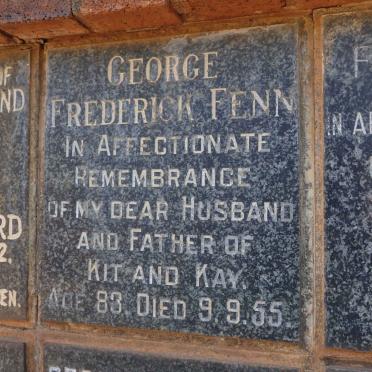 GEORGE
FREDERICK FENN
IN AFFECTIONATE
REMEMBRANCE
OF MY DEAR HUSBAND
AND FATHER OF
KIT AND KAY.
AGE 83. DIED 9.9.55.